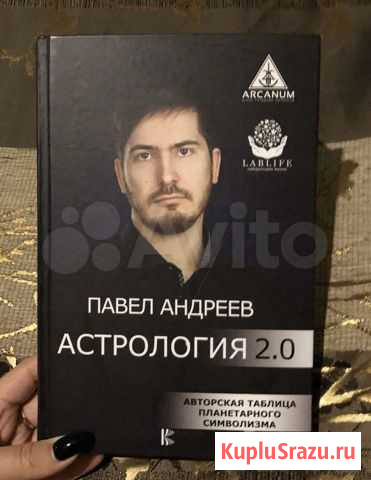 ARCANUM
LABLIFE
Avito
ПАВЕЛ АНДРЕЕВ
АСТРОЛОГИЯ 2.0
АВТОРСКАЯ ТАБЛИЦА
ПЛАНЕТАРНОГО
СИМВОЛИЗМА
KupluSrazu.ru